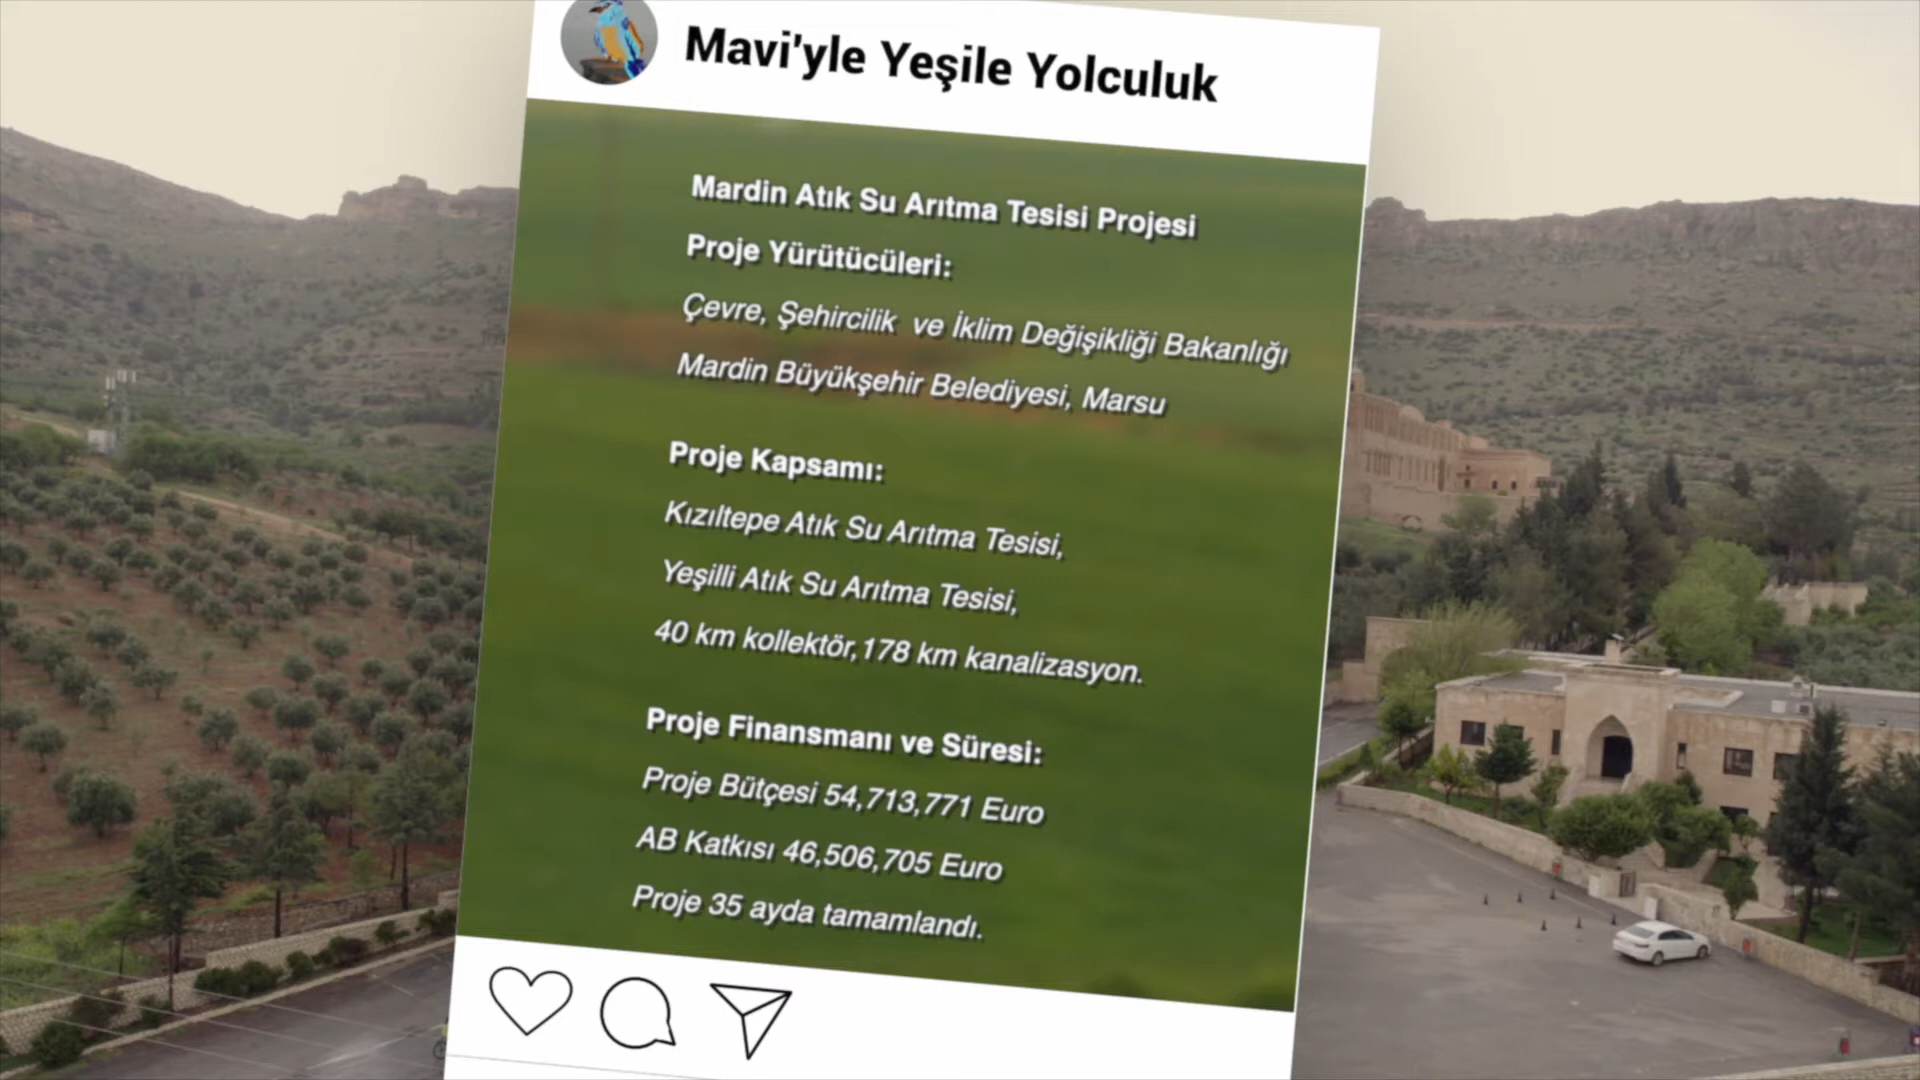 Mavi'yle Yeşile Yolculuk
Mardin Atık Su Arıtma Tesisi Projesi
Proje Yürütücüleri:
Çevre, Şehircilik ve İklim Değişikliği Bakanlığı
Mardin Büyükşehir Belediyesi, Marsu
Proje Kapsamı:
Kızıltepe Atık Su Arıtma Tesisi,
Yeşilli Atık Su Arıtma Tesisi,
40 km kollektör,178 km kanalizasyon.
Proje Finansmanı ve Süresi:
Proje Bütçesi 54,713,771 Euro
AB Katkısı 46,506,705 Euro
Proje 35 ayda tamamlandı.